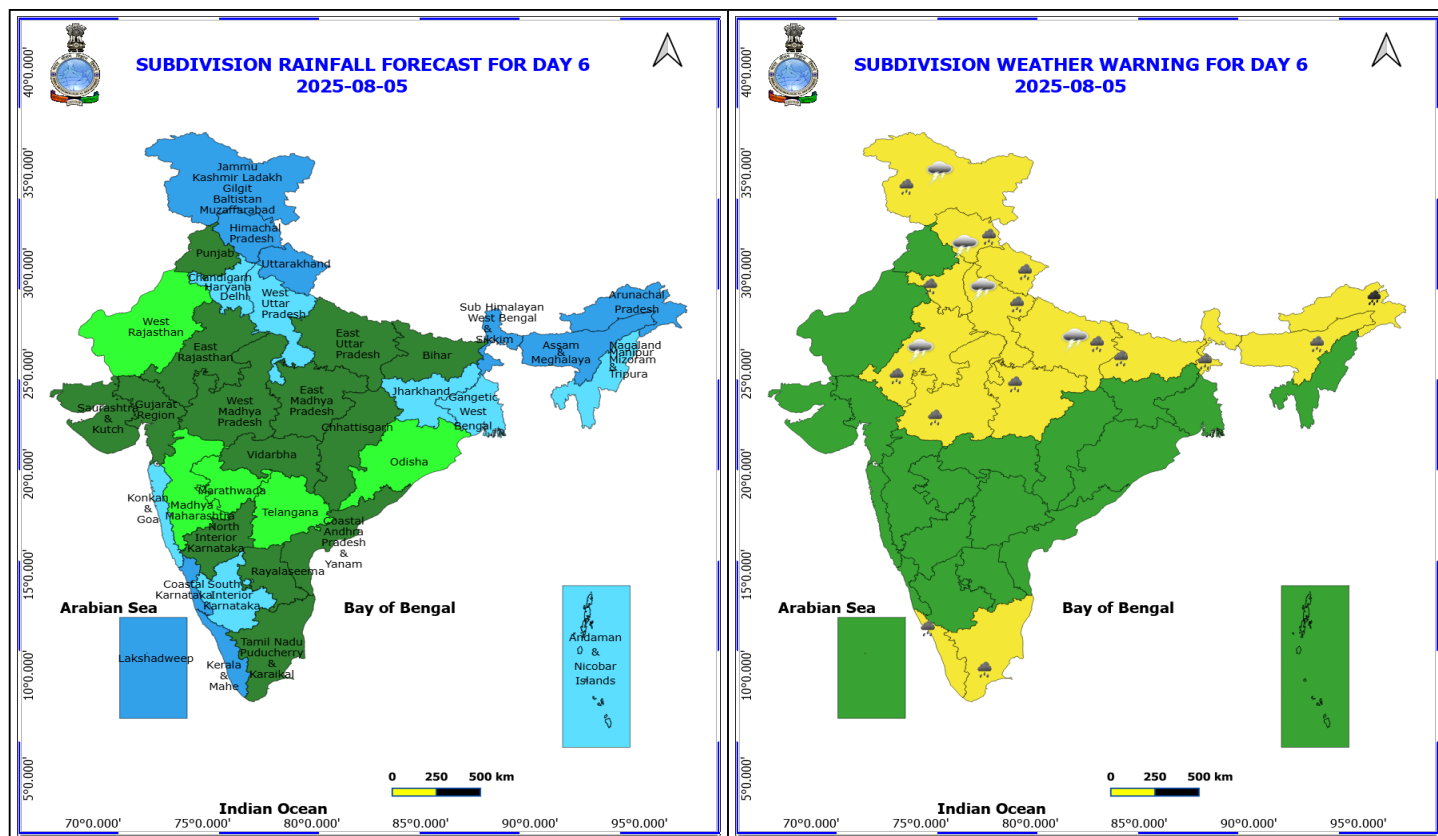 SUBDIVISION RAINFALL FORECAST FOR DAY 6
2025-08-05
40°0.000'
35°0.000'
30°0.000'
25°0.000'
20°0.000'
15°0.000'
10°0.000'
5°0.000'
Jammu
Kashmir Ladakh
Gilgit
Baltistan
Muzaffarabad
Himachal
Pradesh
Punjab
Uttarakhand
Chandigarh
Haryana
Delhi
West
Uttar
Pradesh
West
Rajasthan
East
Rajasthan
East
Uttar
Pradesh
Bihar
Sub Himalayan
West Bengal
&
Sikkim
Arunachal
Pradesh
Assam
&
Meghalaya
Nagaland
Manipur
Mizoram
&
Tripura
Jharkhand
Gangetic
West
Bengal
Saurashtra
&
Kutch
Gujarat
Region
West
Madhya
Pradesh
East
Madhya
Pradesh
Chhattisgarh
Vidarbha
Odisha
Konkan
&
Goa
Madhya
Maharashtra
Marathwada
Telangana
North
Interior
Karnataka
Coastal
Andhra
Pradesh
&
Yanam
Rayalaseema
Coastal
Karnataka
South
Interior
Karnataka
Tamil Nadu
Puducherry
&
Karaikal
Kerala
&
Mahe
Lakshadweep
Andaman
&
Nicobar
Islands
Arabian Sea
Bay of Bengal
Indian Ocean
0 250 500 km
70°0.000' 75°0.000' 80°0.000' 85°0.000' 90°0.000' 95°0.000'
SUBDIVISION WEATHER WARNING FOR DAY 6
2025-08-05
40°0.000'
35°0.000'
30°0.000'
25°0.000'
20°0.000'
15°0.000'
10°0.000'
5°0.000'
Arabian Sea
Bay of Bengal
Indian Ocean
0 250 500 km
70°0.000' 75°0.000' 80°0.000' 85°0.000' 90°0.000' 95°0.000'